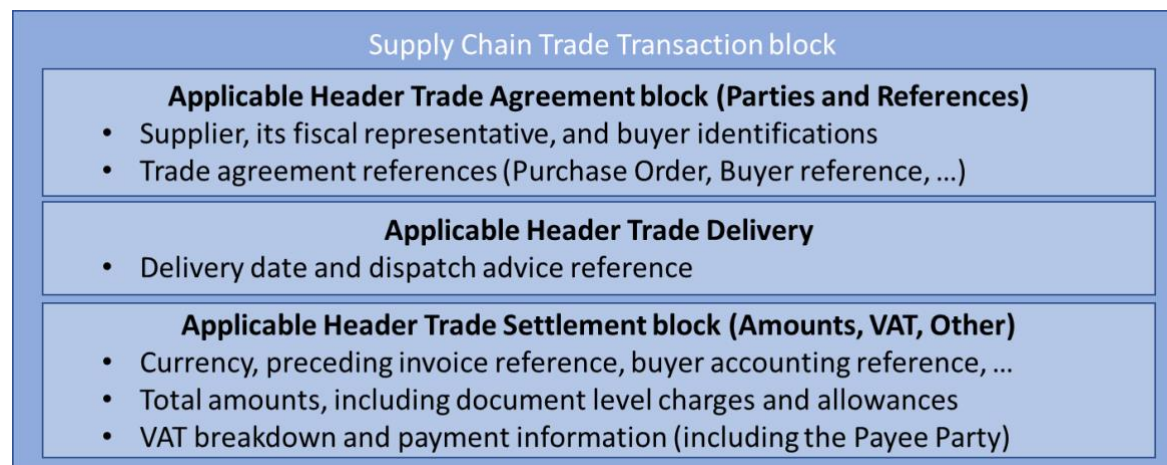 Supply Chain Trade Transaction block
Applicable Header Trade Agreement block (Parties and References)
• Supplier, its fiscal representative, and buyer identifications
• Trade agreement references (Purchase Order, Buyer reference, ...)
Applicable Header Trade Delivery
• Delivery date and dispatch advice reference
Applicable Header Trade Settlement block (Amounts, VAT, Other)
• Currency, preceding invoice reference, buyer accounting reference, ...
• Total amounts, including document level charges and allowances
• VAT breakdown and payment information (including the Payee Party)